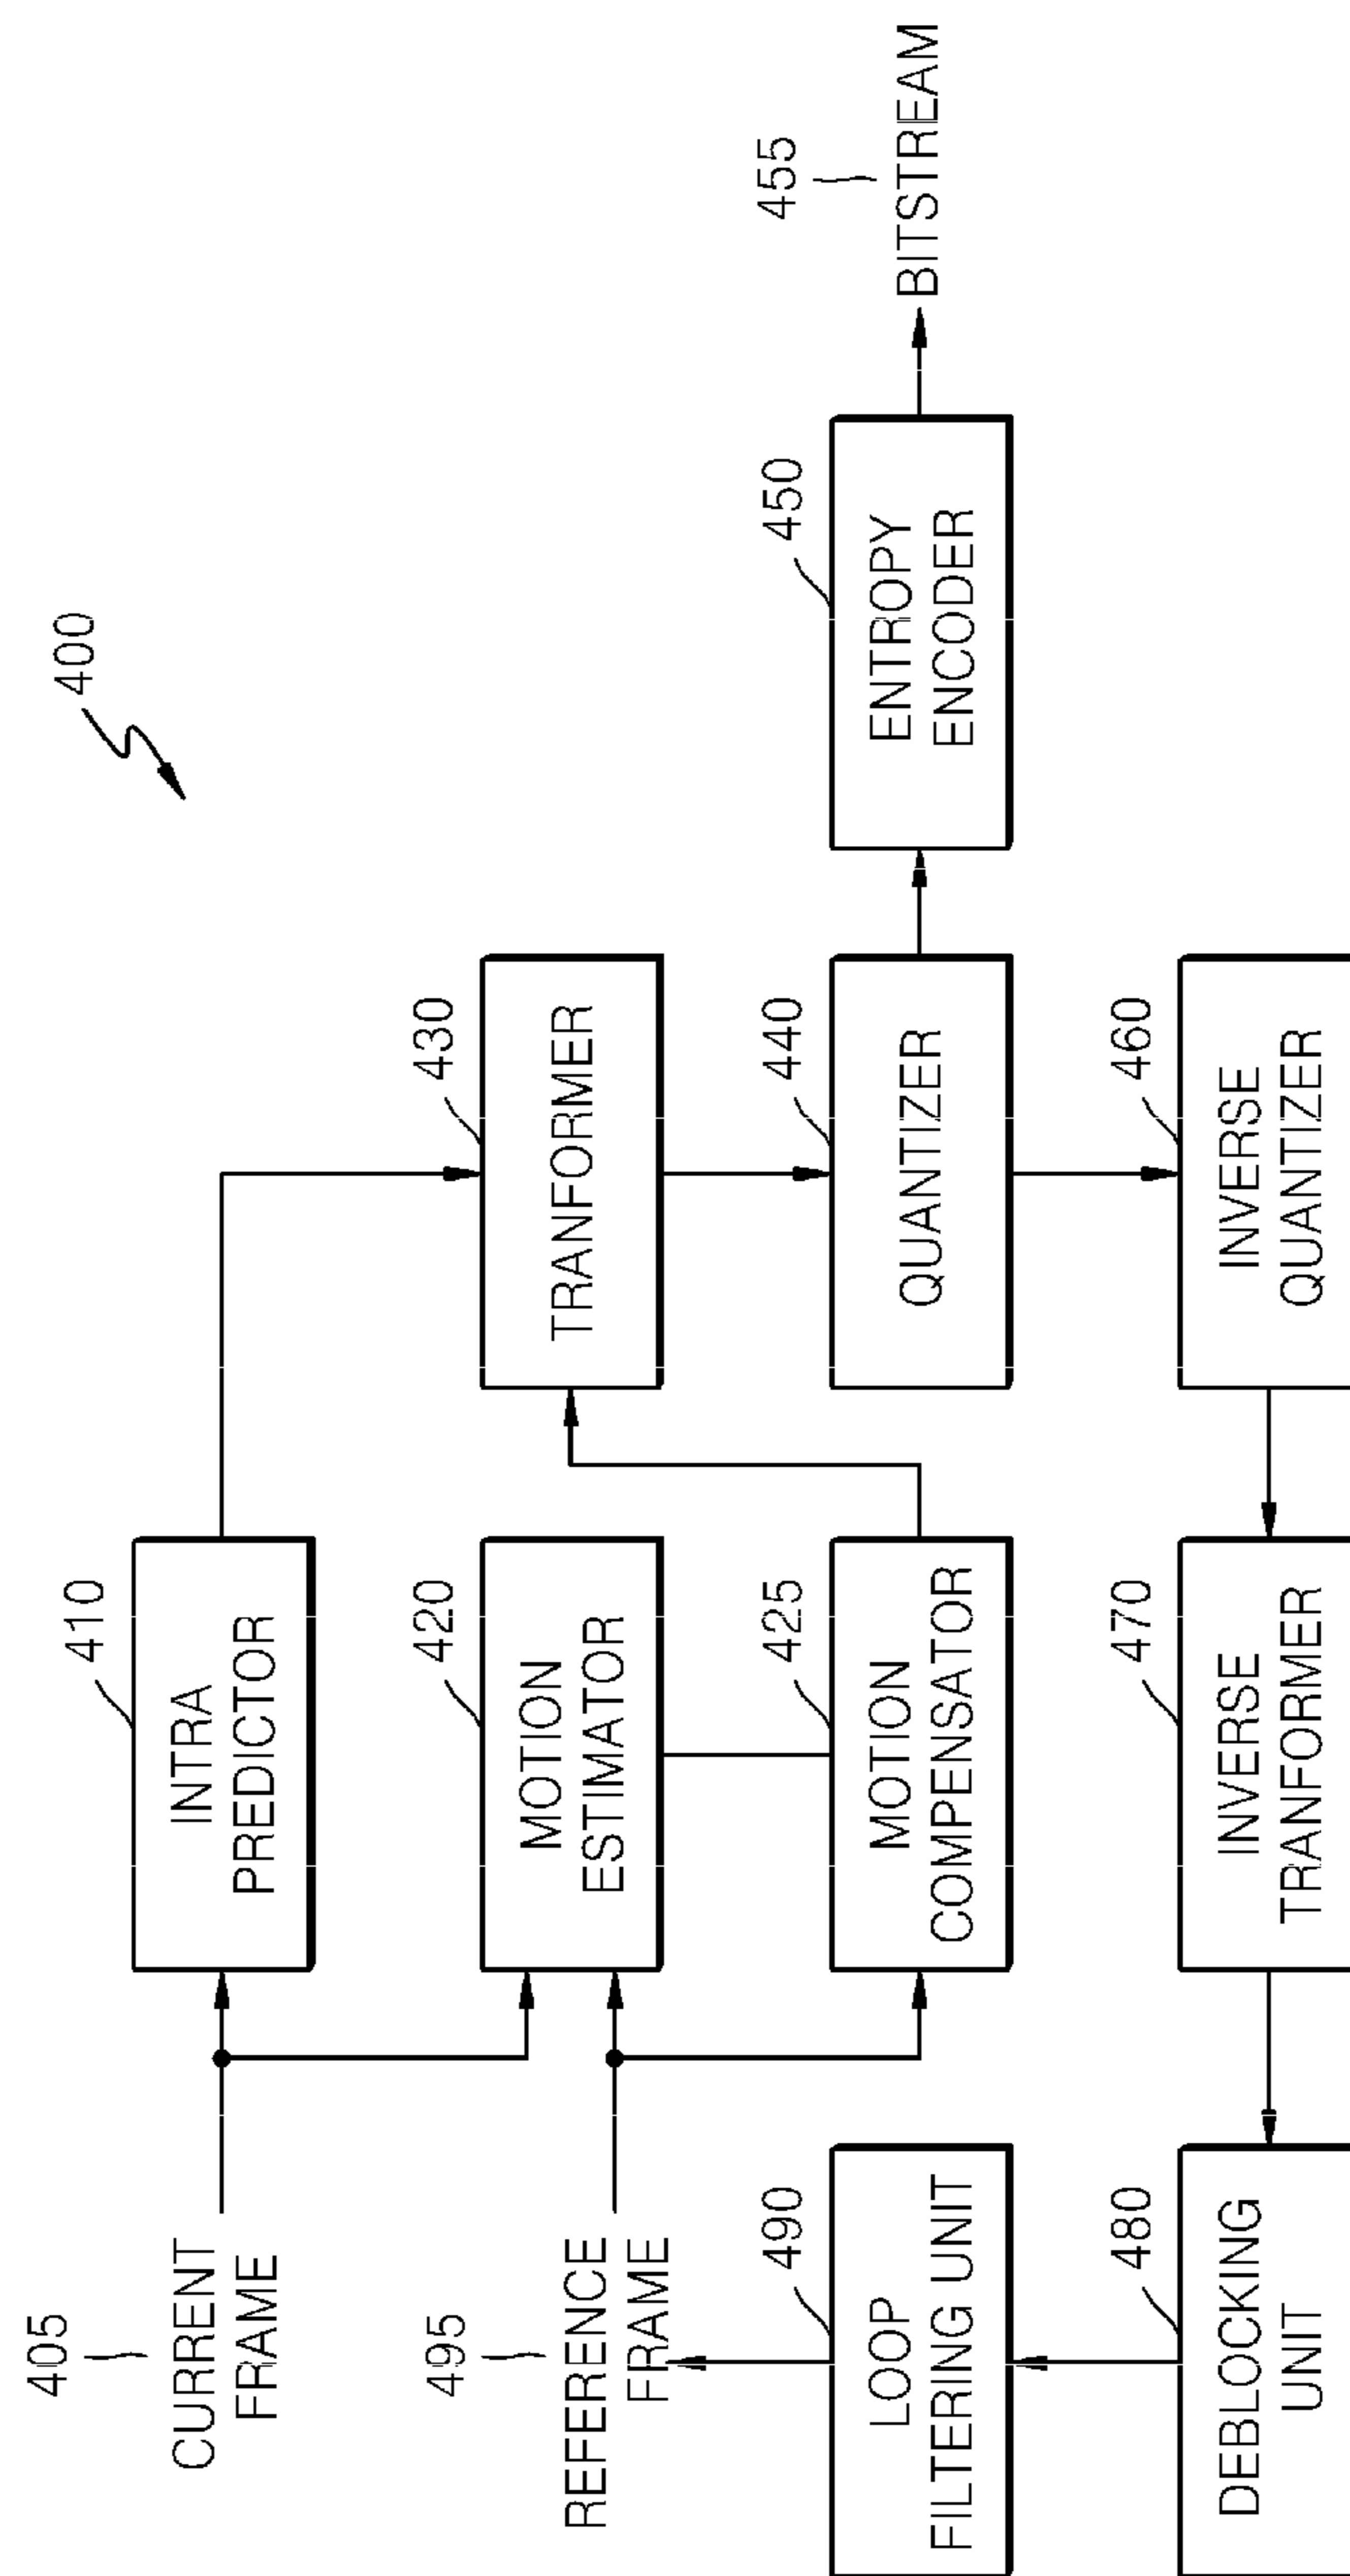 400
405
CURRENT
FRAME
410
INTRA
PREDICTOR
495
REFERENCE
FRAME
420
MOTION
ESTIMATOR
430
TRANFORMER
490
LOOP
FILTERING UNIT
425
MOTION
COMPENSATOR
440
QUANTIZER
450
ENTROPY
ENCODER
455
BITSTREAM
480
DEBLOCKING
UNIT
470
INVERSE
TRANFORMER
460
INVERSE
QUANTIZER